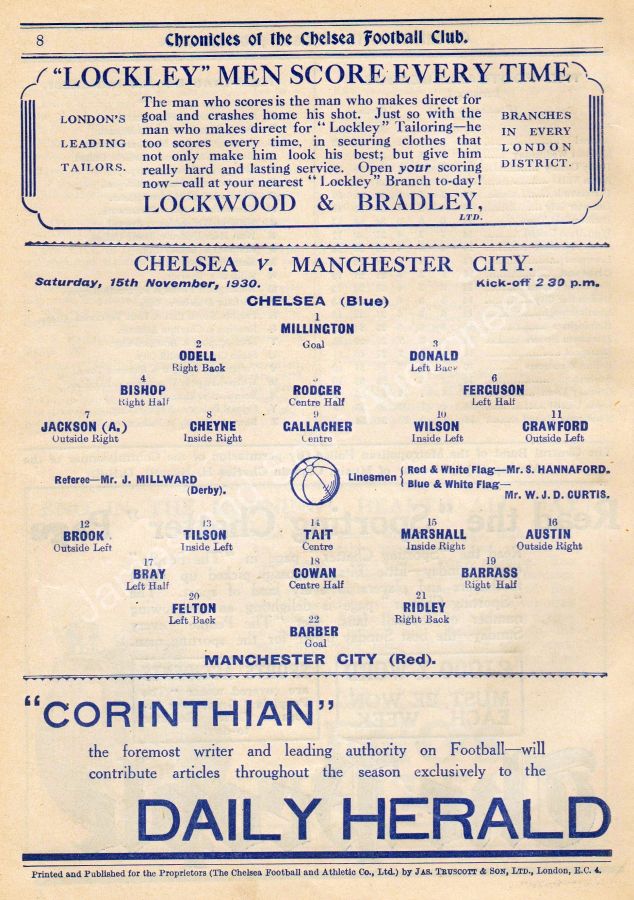 8 Chronicles of the Chelsea Football Club.
"LOCKLEY" MEN SCORE EVERY TIME
LONDON'S
LEADING
TAILORS.
The man who scores is the man who makes direct for
goal and crashes home his shot. Just so with the
man who makes direct for "Lockley" Tailoring—he
too scores every time, in securing clothes that
not only make him look his best; but give him
really hard and lasting service. Open your scoring
now—call at your nearest "Lockley" Branch to-day!
LOCKWOOD & BRADLEY,
LTD.
BRANCHES
IN EVERY
LONDON
DISTRICT.
CHELSEA v. MANCHESTER CITY.
Saturday, 15th November, 1930. Kick-off 2 30 p.m.
CHELSEA (Blue)
1
MILLINGTON
Goal
2 3
ODELL DONALD
Right Back Left Back
4 5 6
BISHOP RODGER FERGUSON
Right Half Centre Half Left Half
7 8 9 10 11
JACKSON (A.) CHEYNE GALLACHER WILSON CRAWFORD
Outside Right Inside Right Centre Inside Left Outside Left
Referee—Mr. J. MILLWARD
(Derby).
Linesmen { Red & White Flag—Mr. S. HANNAFORD.
Blue & White Flag—
Mr. W. J. D. CURTIS.
12 13 14 15 16
BROOK TILSON TAIT MARSHALL AUSTIN
Outside Left Inside Left Centre Inside Right Outside Right
17 18 19
BRAY COWAN BARRASS
Left Half Centre Half Right Half
20 21
FELTON RIDLEY
Left Back Right Back
22
BARBER
Goal
MANCHESTER CITY (Red).
"CORINTHIAN"
the foremost writer and leading authority on Football—will
contribute articles throughout the season exclusively to the
DAILY HERALD
Printed and Published for the Proprietors (The Chelsea Football and Athletic Co., Ltd.) by JAS. TRUSCOTT & SON, LTD., London, E.C. 4.